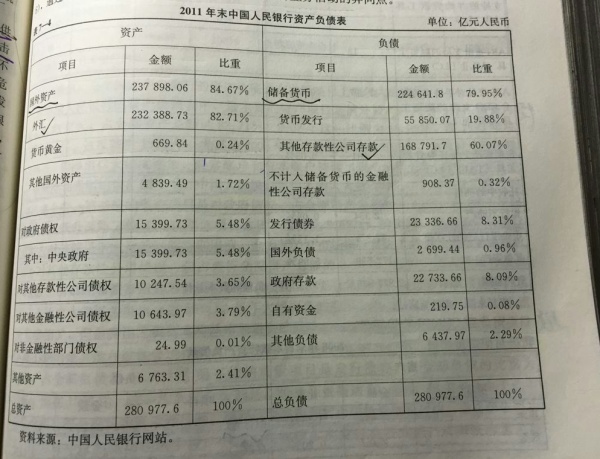 2011 年末中国人民银行资产负债表
表7—4
单位：亿元人民币
资产 负债
项目 金额 比重 项目 金额 比重
国外资产 237 898.06 84.67% 储备货币 224 641.8 79.95%
外汇 232 388.73 82.71% 货币发行 55 850.07 19.88%
货币黄金 669.84 0.24% 其他存款性公司存款 168 791.7 60.07%
其他国外资产 4 839.49 1.72% 不计入储备货币的金融
性公司存款 908.37 0.32%
对政府债权 15 399.73 5.48% 发行债券 23 336.66 8.31%
其中：中央政府 15 399.73 5.48% 国外负债 2 699.44 0.96%
对其他存款性公司债权 10 247.54 3.65% 政府存款 22 733.66 8.09%
对其他金融性公司债权 10 643.97 3.79% 自有资金 219.75 0.08%
对非金融性部门债权 24.99 0.01% 其他负债 6 437.97 2.29%
其他资产 6 763.31 2.41%
总资产 280 977.6 100% 总负债 280 977.6 100%
资料来源：中国人民银行网站。